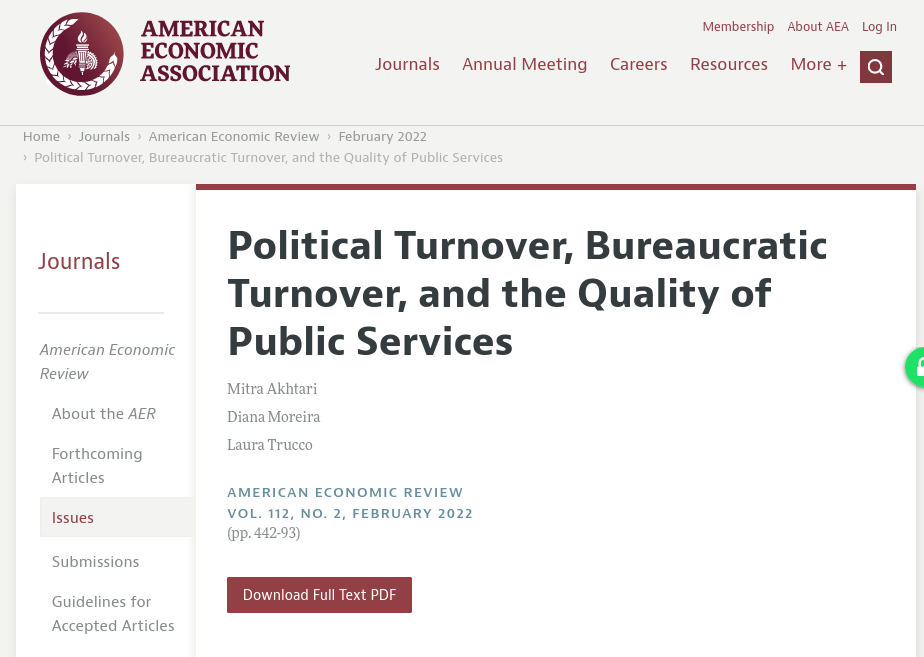 AMERICAN
ECONOMIC
ASSOCIATION
Membership About AEA Log In
Journals Annual Meeting Careers Resources More +
Home › Journals › American Economic Review › February 2022
› Political Turnover, Bureaucratic Turnover, and the Quality of Public Services
Journals
American Economic
Review
About the AER
Forthcoming
Articles
Issues
Submissions
Guidelines for
Accepted Articles
Political Turnover, Bureaucratic
Turnover, and the Quality of
Public Services
Mitra Akhtari
Diana Moreira
Laura Trucco
AMERICAN ECONOMIC REVIEW
VOL. 112, NO. 2, FEBRUARY 2022
(pp. 442-93)
Download Full Text PDF